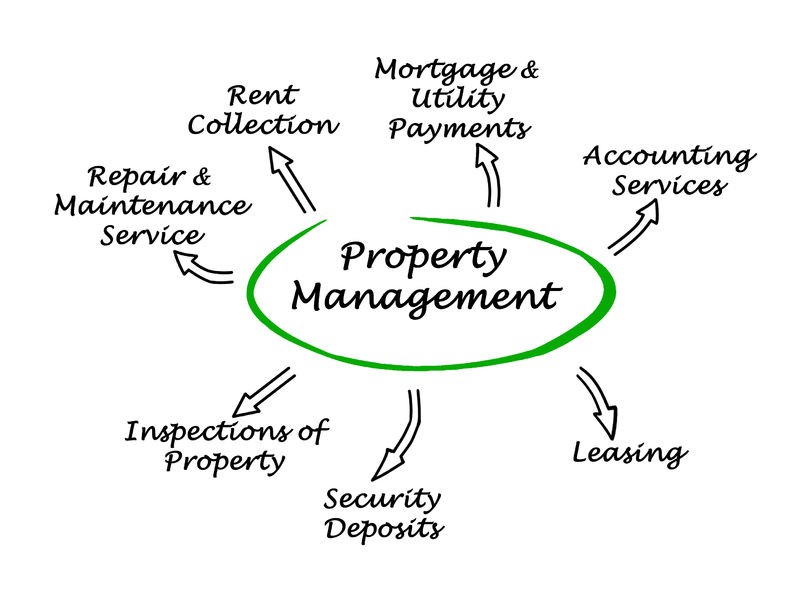 Mortgage &
Utility
Payments
Rent
Collection
Accounting
Services
Repair &
Maintenance
Service
Property
Management
Inspections of
Property
Leasing
Security
Deposits